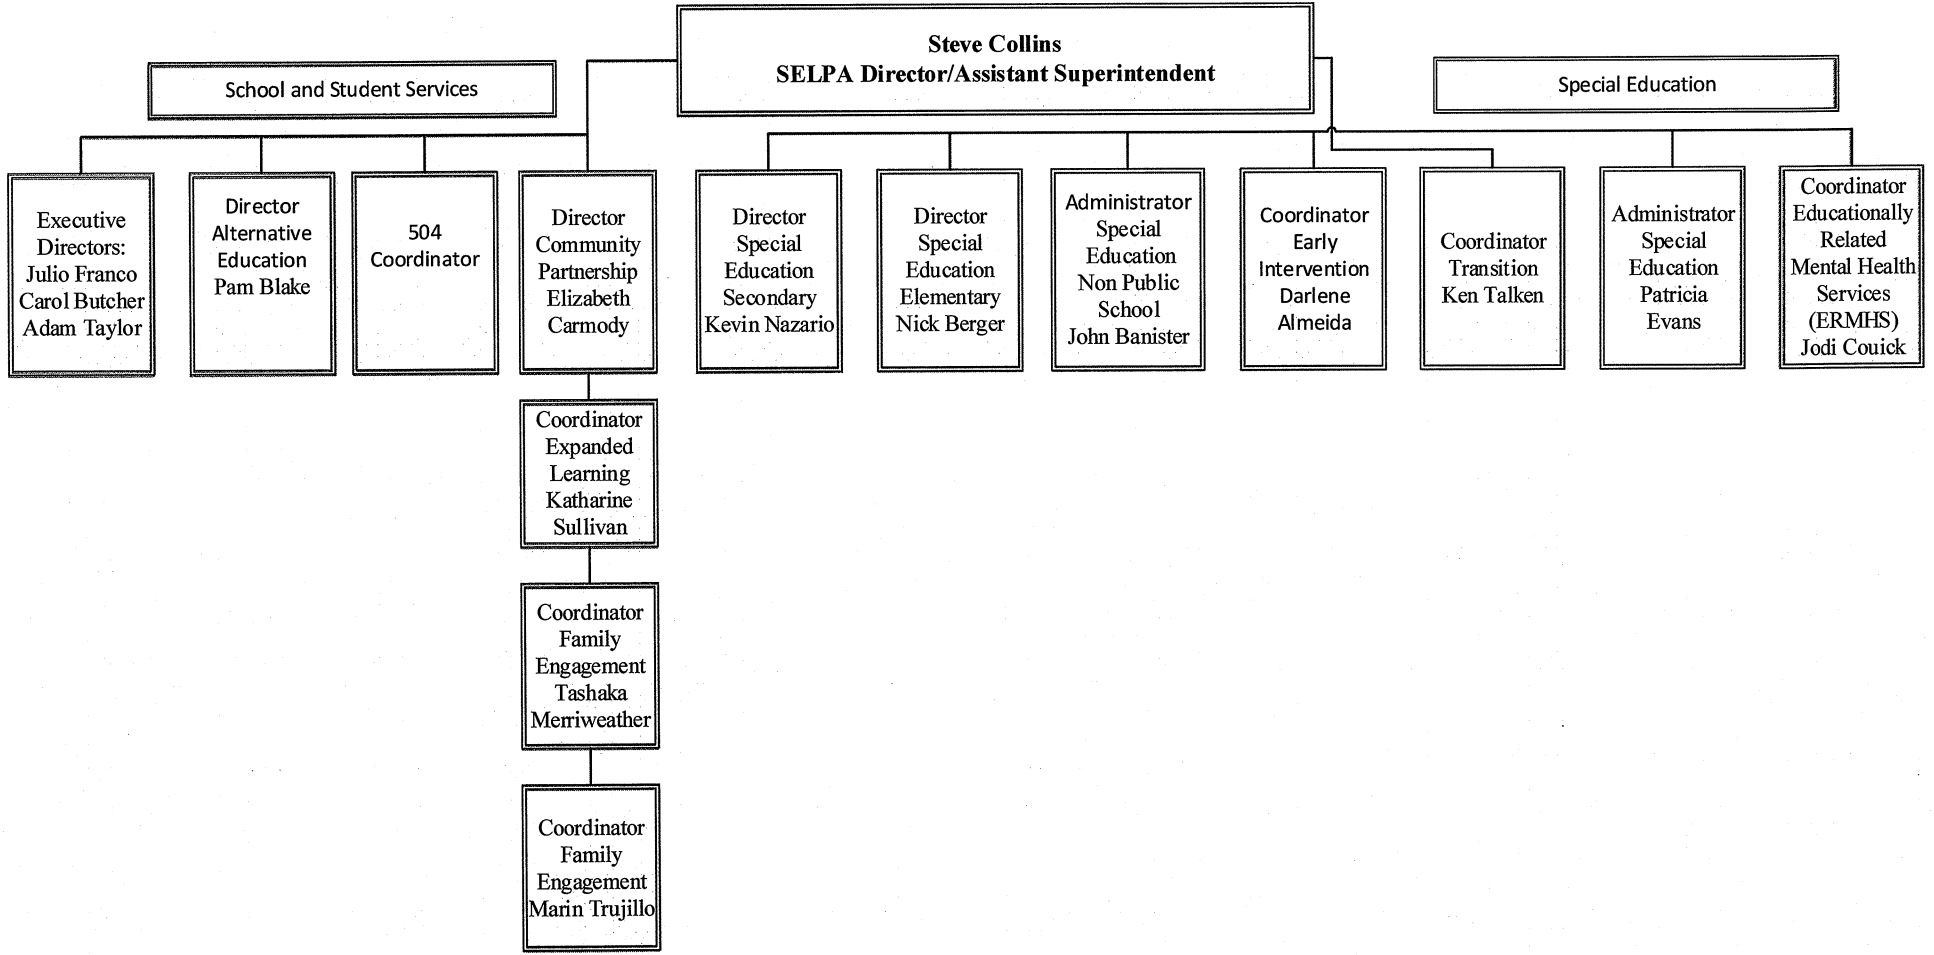 Steve Collins
SELPA Director/Assistant Superintendent
School and Student Services
Special Education
Executive
Directors:
Julio Franco
Carol Butcher
Adam Taylor
Director
Alternative
Education
Pam Blake
504
Coordinator
Director
Community
Partnership
Elizabeth
Carmody
Director
Special
Education
Secondary
Kevin Nazario
Director
Special
Education
Elementary
Nick Berger
Administrator
Special
Education
Non Public
School
John Banister
Coordinator
Early
Intervention
Darlene
Almeida
Coordinator
Transition
Ken Talken
Administrator
Special
Education
Patricia
Evans
Coordinator
Educationally
Related
Mental Health
Services
(ERMHS)
Jodi Couick
Coordinator
Expanded
Learning
Katharine
Sullivan
Coordinator
Family
Engagement
Tashaka
Merriweather
Coordinator
Family
Engagement
Marin Trujillo